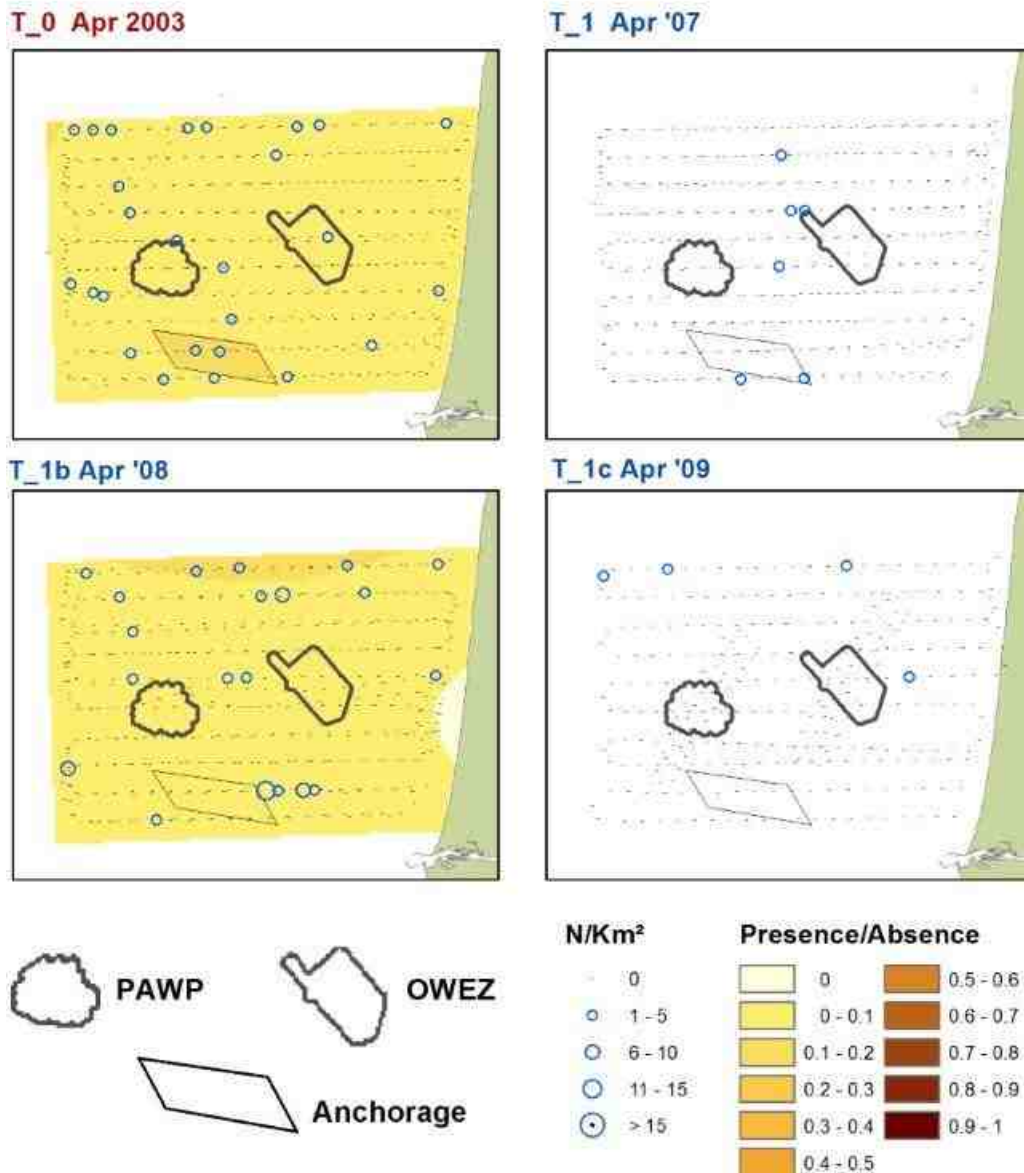 T_0 Apr 2003
T_1 Apr '07
T_1b Apr '08
T_1c Apr '09
PAWP
OWEZ
Anchorage
N/Km²
0
1 - 5
6 - 10
11 - 15
> 15
Presence/Absence
0
0 - 0.1
0.1 - 0.2
0.2 - 0.3
0.3 - 0.4
0.4 - 0.5
0.5 - 0.6
0.6 - 0.7
0.7 - 0.8
0.8 - 0.9
0.9 - 1